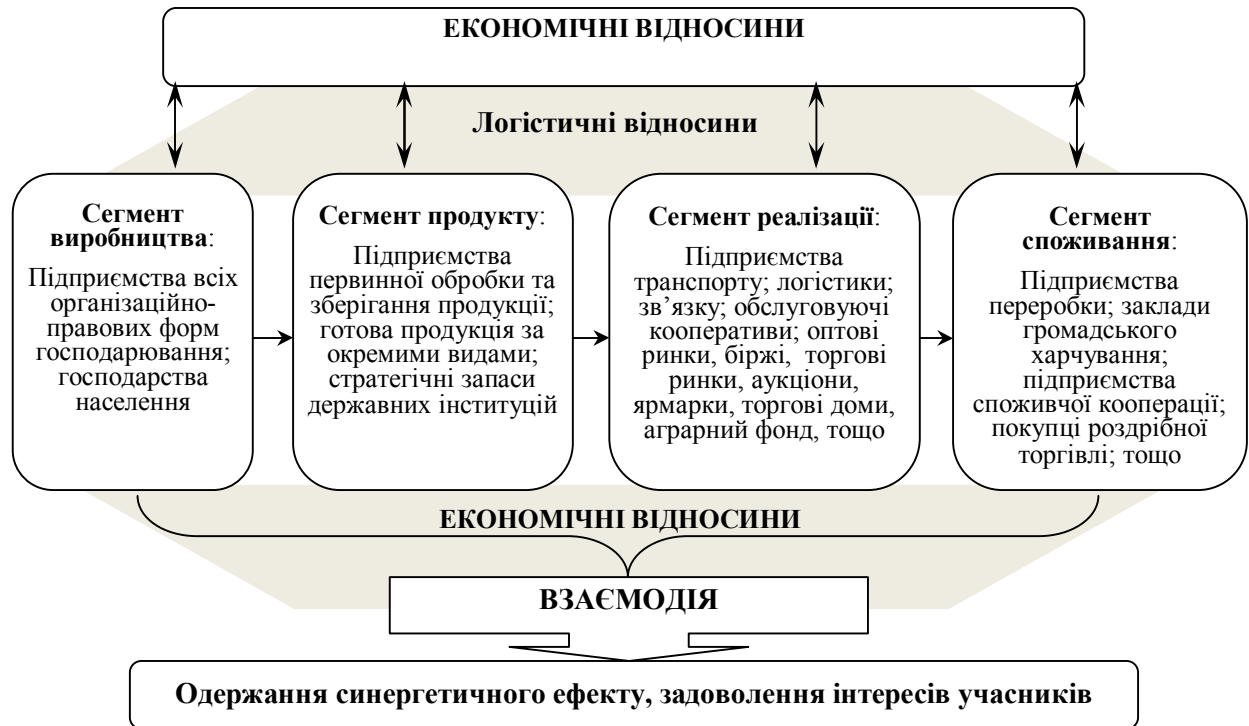 ЕКОНОМІЧНІ ВІДНОСИНИ
Логістичні відносини
Сегмент
виробництва:
Підприємства всіх
організаційно-
правових форм
господарювання;
господарства
населення
Сегмент продукту:
Підприємства
первинної обробки та
зберігання продукції;
готова продукція за
окремими видами;
стратегічні запаси
державних інституцій
Сегмент реалізації:
Підприємства
транспорту; логістики;
зв’язку; обслуговуючі
кооперативи; оптові
ринки, біржі, торгові
ринки, аукціони,
ярмарки, торгові доми,
аграрний фонд, тощо
Сегмент
споживання:
Підприємства
переробки; заклади
громадського
харчування;
підприємства
споживчої кооперації;
покупці роздрібної
торгівлі; тощо
ЕКОНОМІЧНІ ВІДНОСИНИ
ВЗАЄМОДІЯ
Одержання синергетичного ефекту, задоволення інтересів учасників